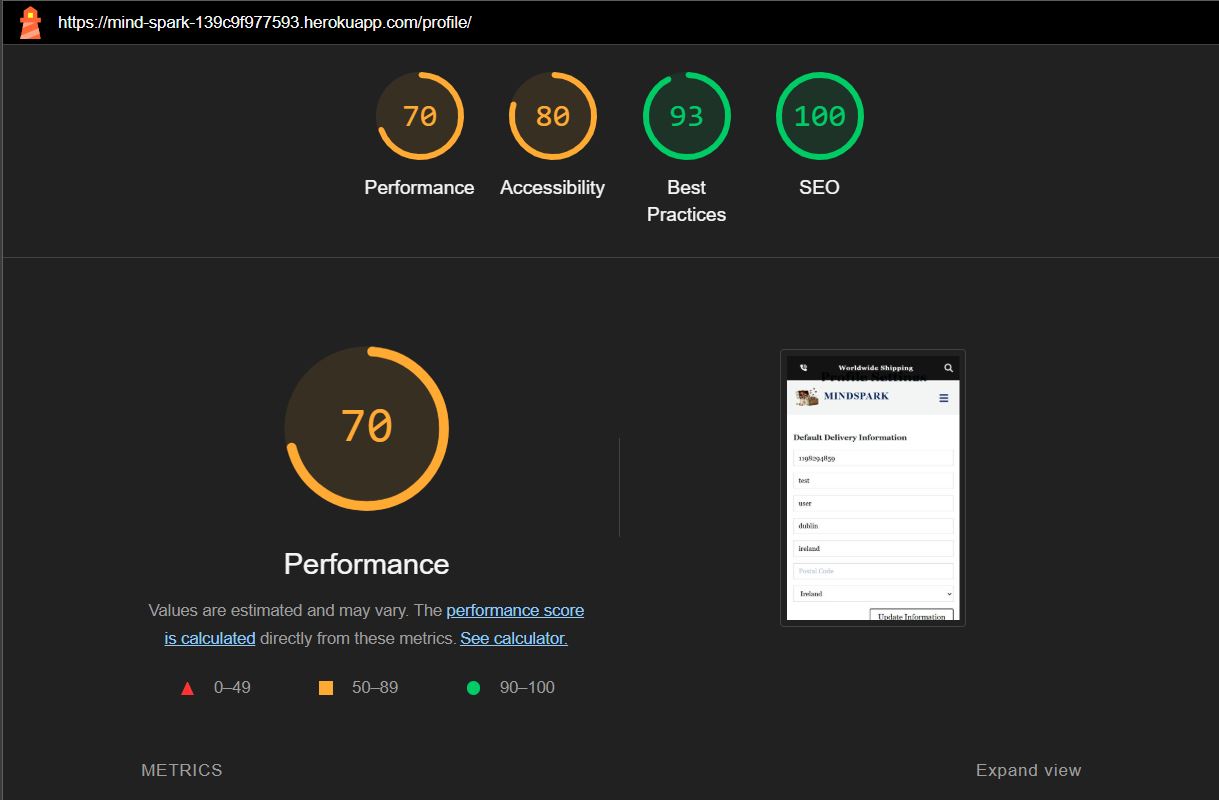 https://mind-spark-139c9f977593.herokuapp.com/profile/
70
80
93
100
Performance
Accessibility
Best
Practices
SEO
70
Performance
Values are estimated and may vary. The performance score
is calculated directly from these metrics. See calculator.
0–49
50–89
90–100
Worldwide Shipping
Profile Settings
MINDSPARK
Default Delivery Information
1198294859
test
user
dublin
ireland
Postal Code
Ireland
Update Information
METRICS
Expand view